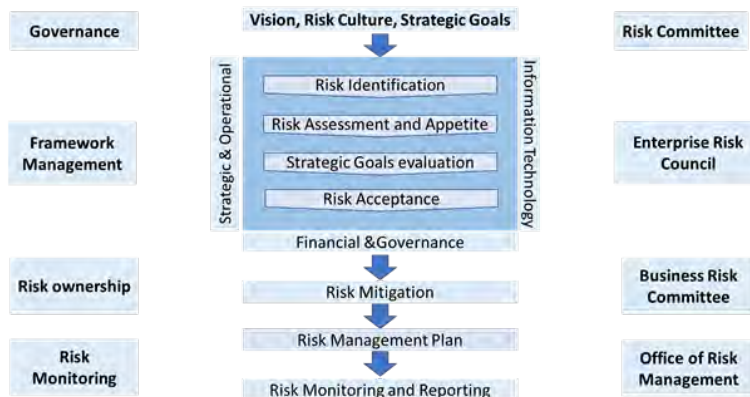 Vision, Risk Culture, Strategic Goals
Governance
Risk Committee
Strategic & Operational
Information Technology
Risk Identification
Risk Assessment and Appetite
Strategic Goals evaluation
Risk Acceptance
Framework
Management
Enterprise Risk
Council
Financial &Governance
Risk ownership
Risk Mitigation
Business Risk
Committee
Risk Management Plan
Risk
Monitoring
Office of Risk
Management
Risk Monitoring and Reporting